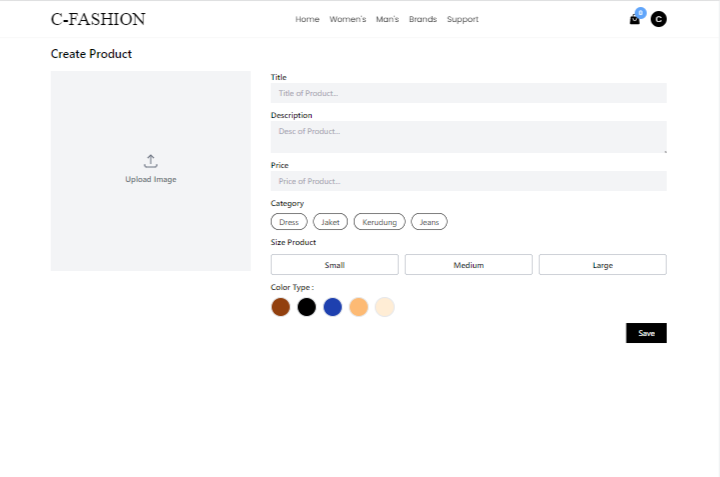 C-FASHION
Home Women's Man's Brands Support
0
C
Create Product
Upload Image
Title
Title of Product...
Description
Desc of Product...
Price
Price of Product...
Category
Dress Jaket Kerudung Jeans
Size Product
Small Medium Large
Color Type :
Save